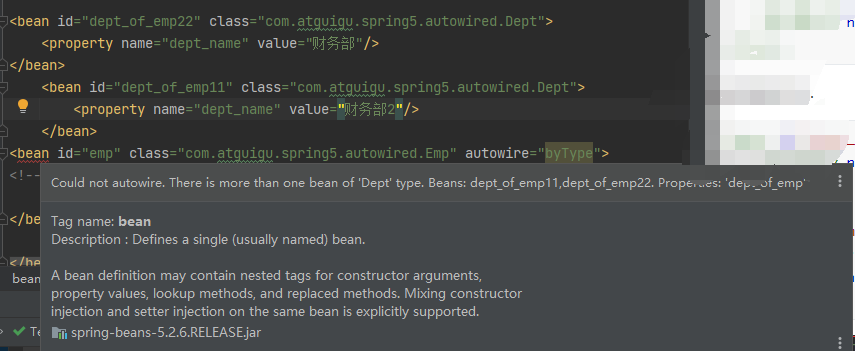 <bean id="dept_of_emp22" class="com.atguigu.spring5.autowired.Dept">
<property name="dept_name" value="财务部"/>
</bean>
<bean id="dept_of_emp11" class="com.atguigu.spring5.autowired.Dept">
<property name="dept_name" value="财务部2"/>
</bean>
<bean id="emp" class="com.atguigu.spring5.autowired.Emp" autowire="byType">
<!--
Could not autowire. There is more than one bean of 'Dept' type. Beans: dept_of_emp11,dept_of_emp22. Properties: 'dept_of_emp'
Tag name: bean
</be
Description : Defines a single (usually named) bean.
</be
A bean definition may contain nested tags for constructor arguments,
bean
property values, lookup methods, and replaced methods. Mixing constructor
injection and setter injection on the same bean is explicitly supported.
Te
spring-beans-5.2.6.RELEASE.jar